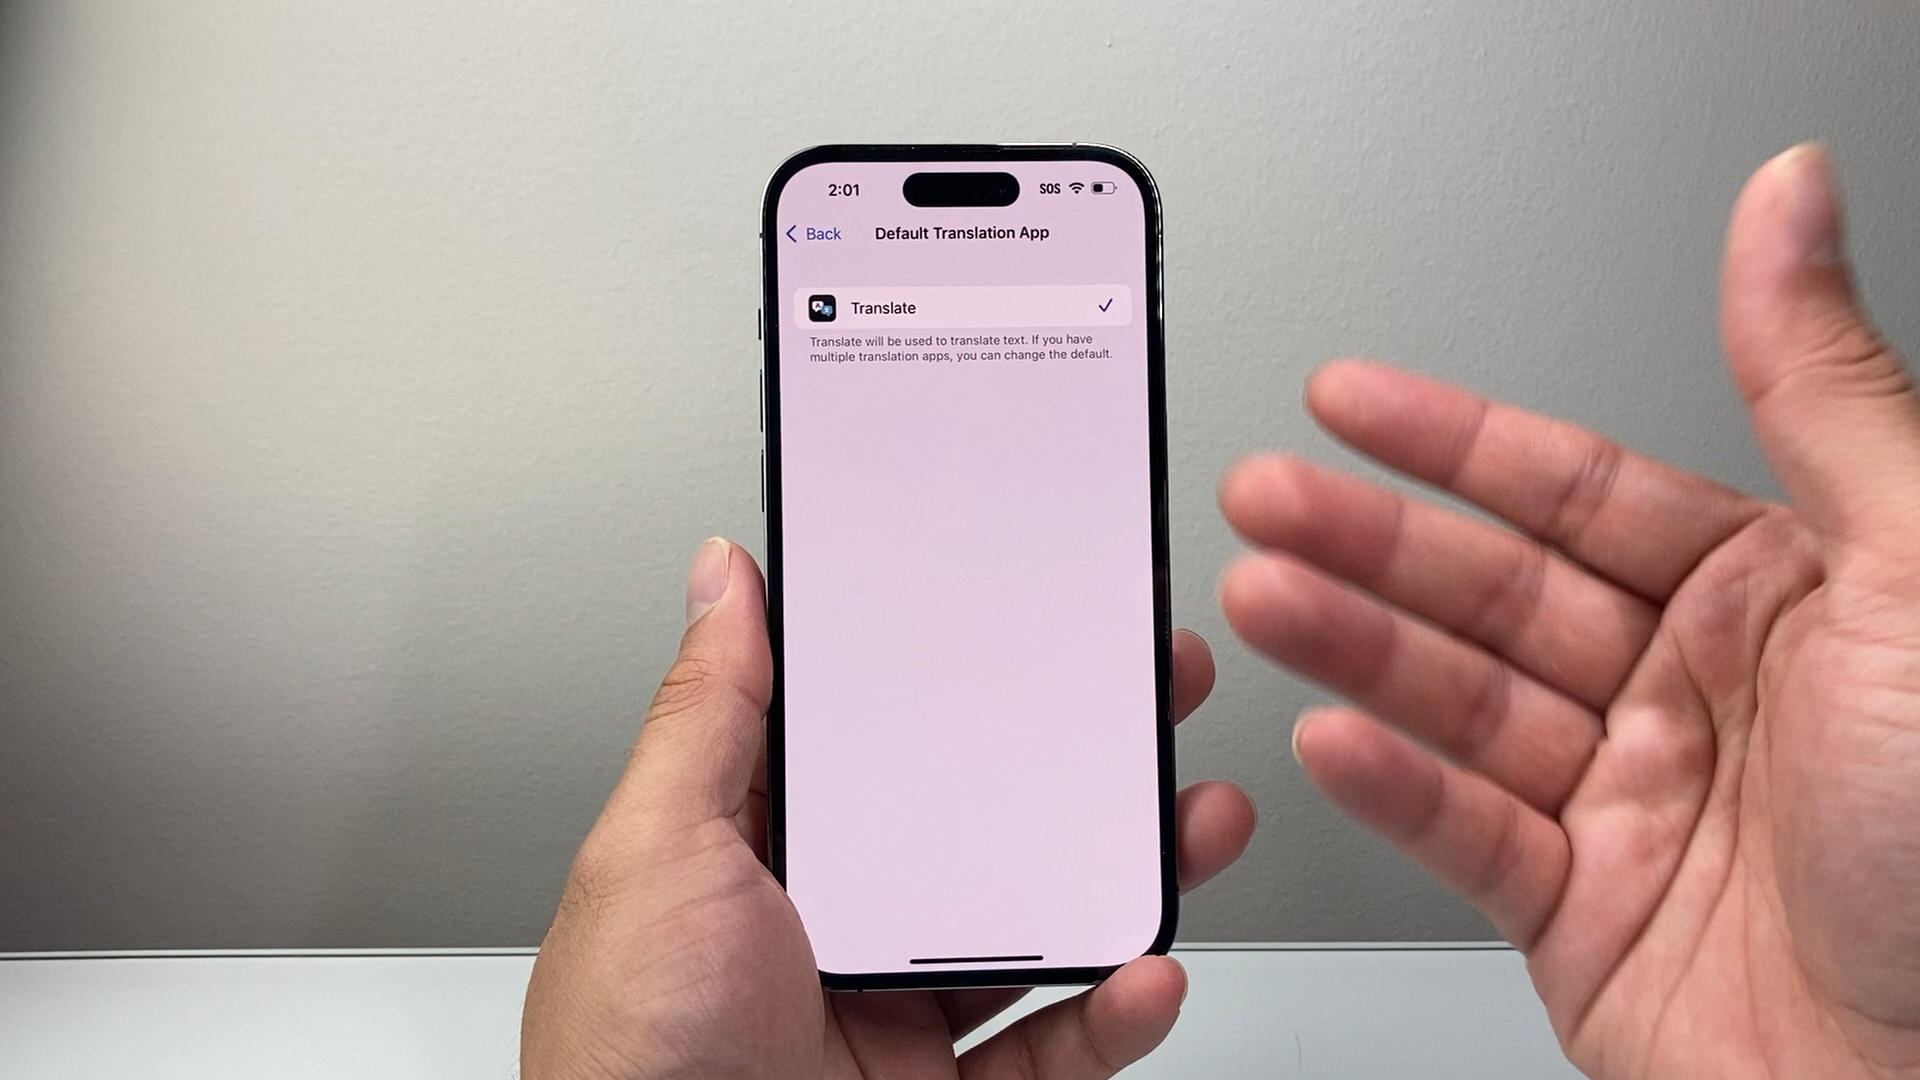 2:01
SOS
Back
Default Translation App
Translate
Translate will be used to translate text. If you have
multiple translation apps, you can change the default.